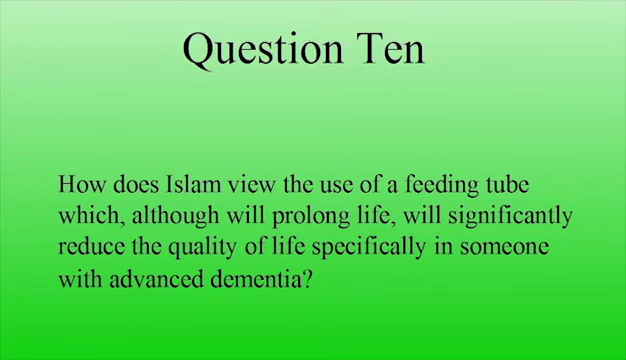 Question Ten
How does Islam view the use of a feeding tube
which, although will prolong life, will significantly
reduce the quality of life specifically in someone
with advanced dementia?